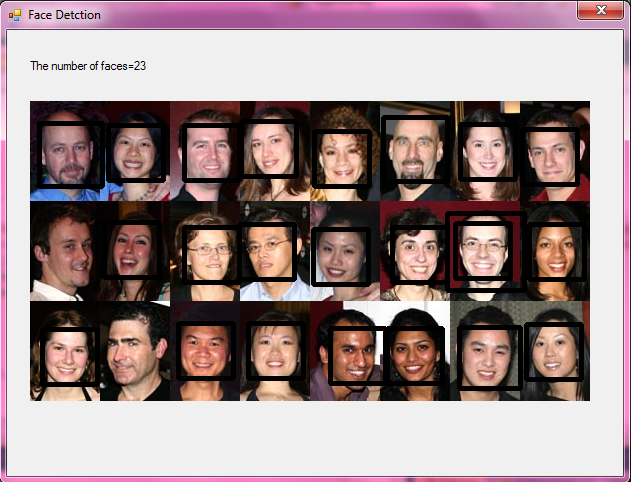 Face Detction
The number of faces=23